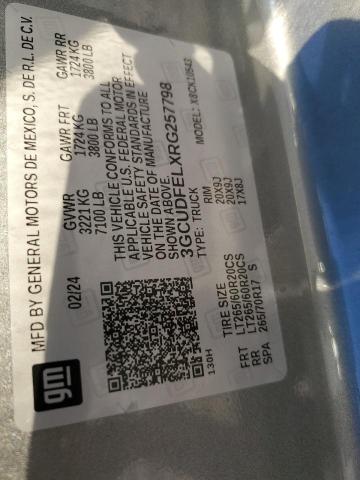 MFD BY GENERAL MOTORS DE MEXICO, S. DE R.L. DE C.V.
02/24
GVWR GAWR FRT GAWR RR
3221 KG 1724 KG 1724 KG
7100 LB 3800 LB 3800 LB
THIS VEHICLE CONFORMS TO ALL
APPLICABLE U.S. FEDERAL MOTOR
VEHICLE SAFETY STANDARDS IN EFFECT
ON THE DATE OF MANUFACTURE
SHOWN ABOVE.
3GCUDFELXRG257798
TYPE: TRUCK MODEL: X8CK10543
gm
130H
TIRE SIZE RIM
FRT LT265/60R20CS 20X9J
RR LT265/60R20CS 20X9J
SPA 265/70R17 S 17X8J